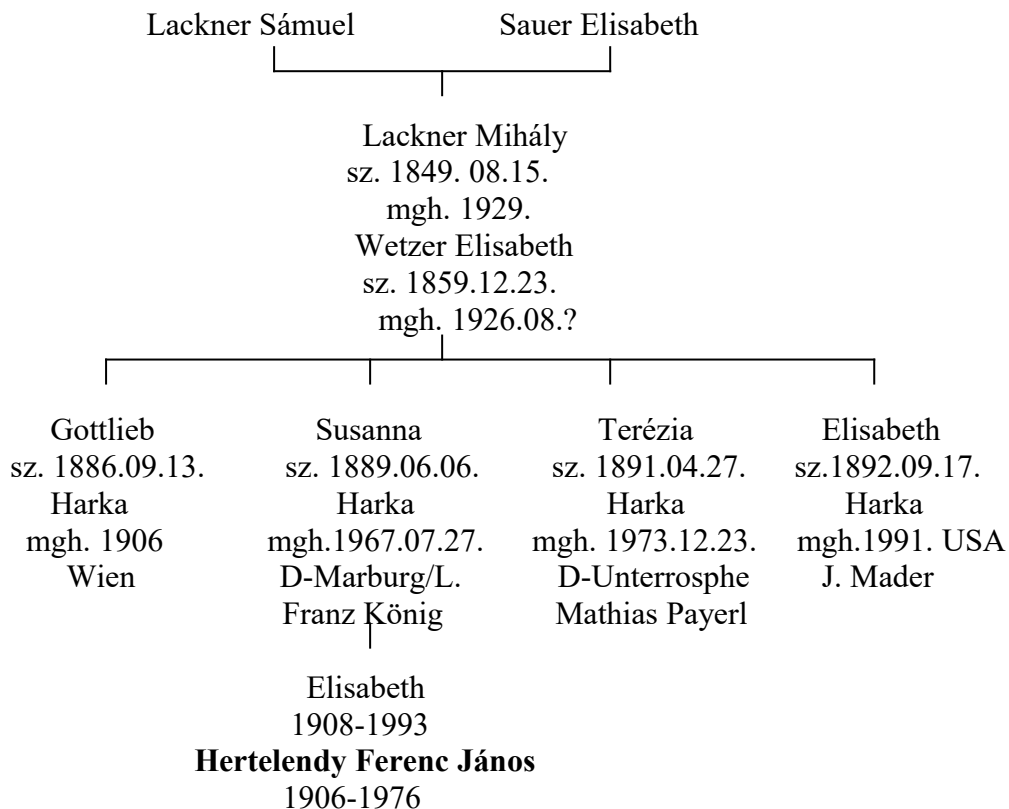 Lackner Sámuel Sauer Elisabeth
Lackner Mihály
sz. 1849. 08.15.
mgh. 1929.
Wetzer Elisabeth
sz. 1859.12.23.
mgh. 1926.08.?
Gottlieb Susanna Terézia Elisabeth
sz. 1886.09.13. sz. 1889.06.06. sz. 1891.04.27. sz.1892.09.17.
Harka Harka Harka Harka
mgh. 1906 mgh.1967.07.27. mgh. 1973.12.23. mgh.1991. USA
Wien D-Marburg/L. D-Unterrosphe J. Mader
Franz König Mathias Payerl
Elisabeth
1908-1993
Hertelendy Ferenc János
1906-1976